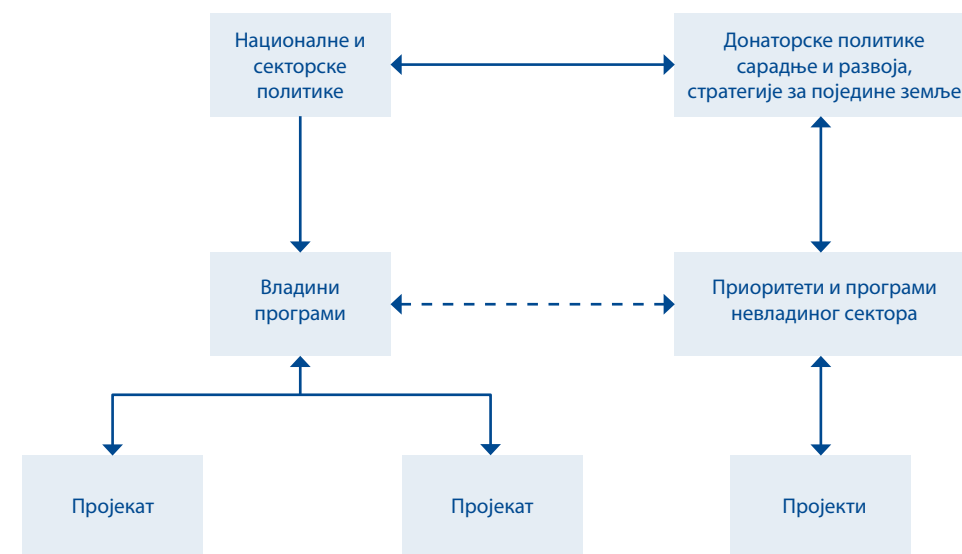 Националне и
секторске
политике
Донаторске политике
сарадње и развоја,
стратегије за поједине земље
Владини
програми
Приоритети и програми
невладиног сектора
Пројекат
Пројекат
Пројекти